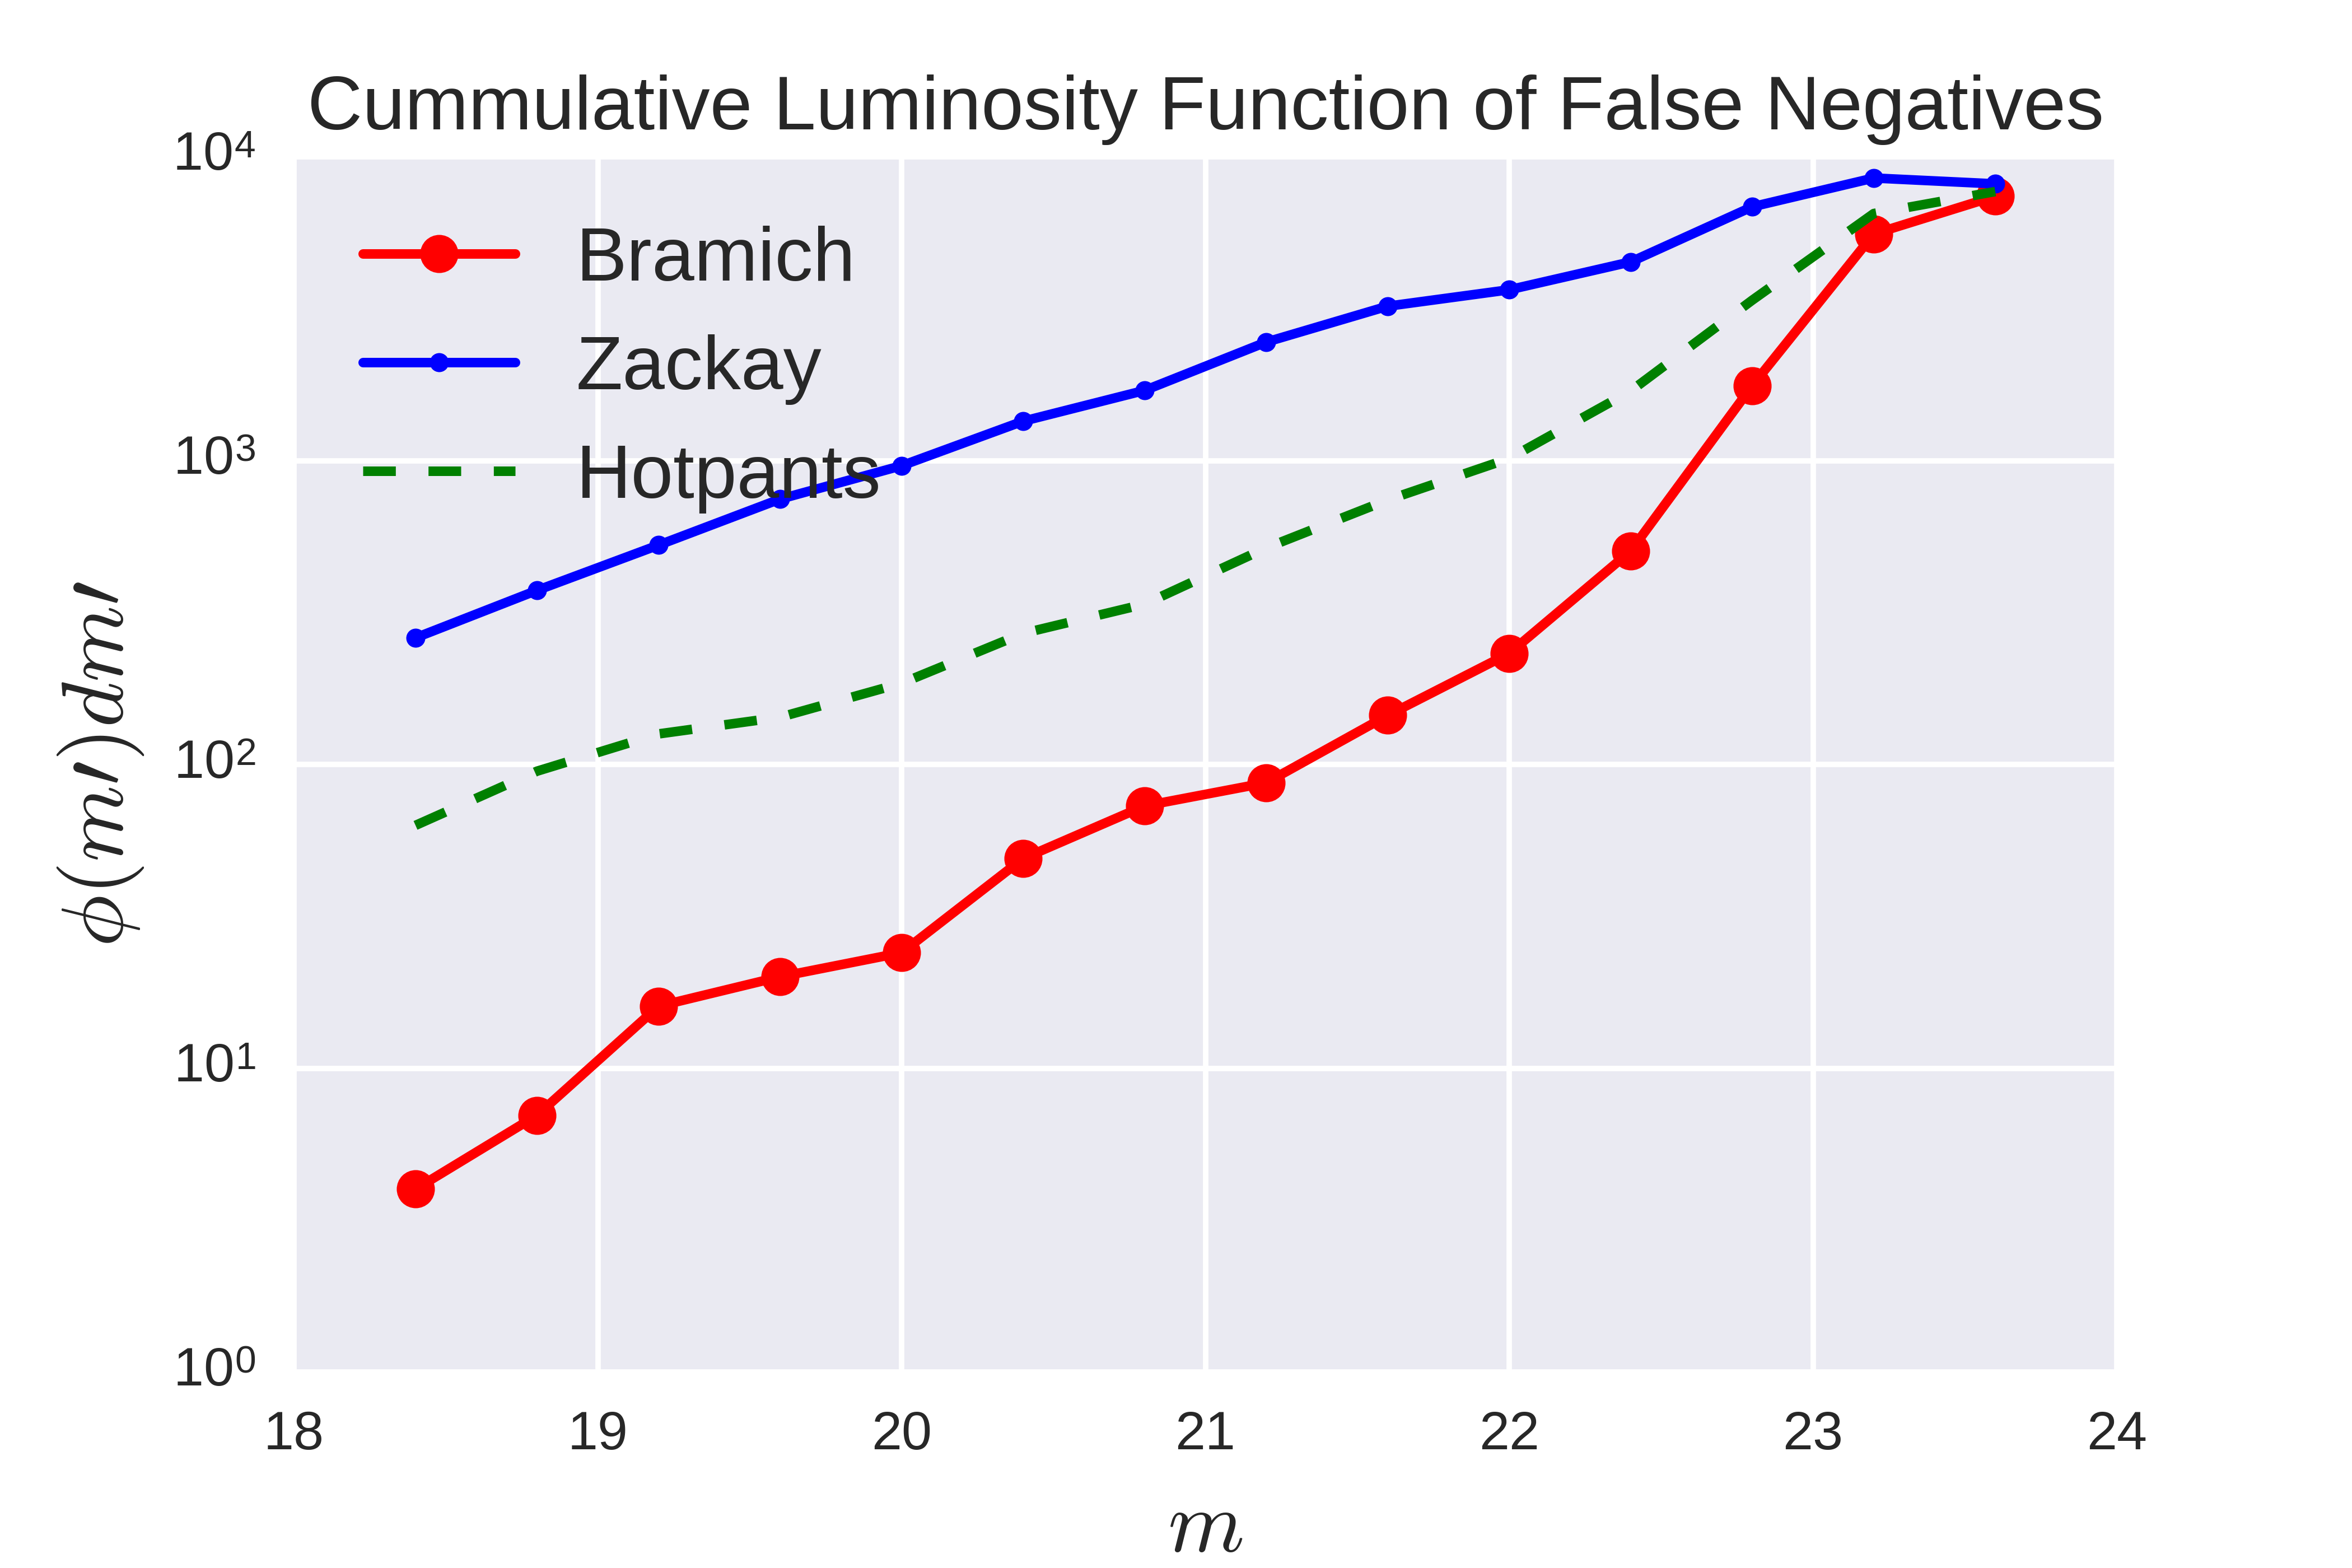 Cummulative Luminosity Function of False Negatives
10⁴
10³
10²
10¹
10⁰
ϕ(m′)dm′
Bramich
Zackay
Hotpants
18 19 20 21 22 23 24
m